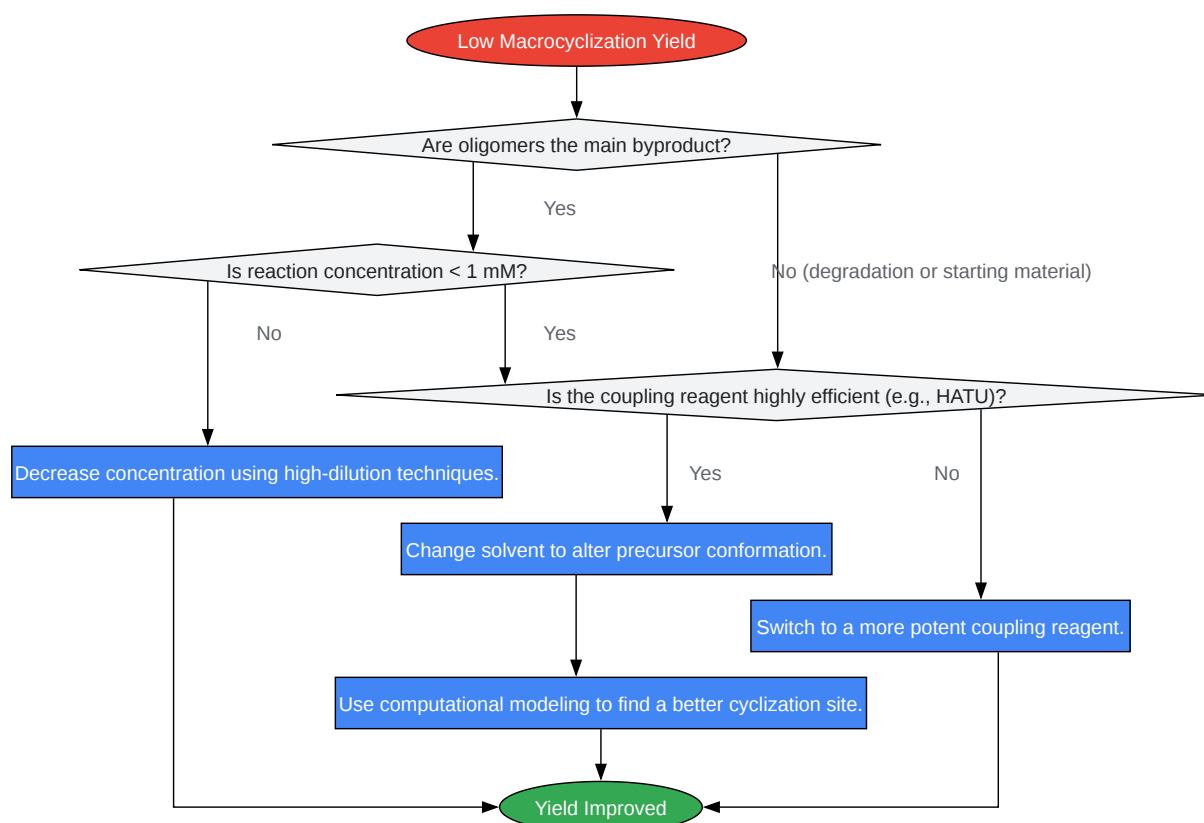 Low Macrocyclization Yield
Are oligomers the main byproduct?
Yes
Is reaction concentration < 1 mM?
No (degradation or starting material)
No
Yes
Is the coupling reagent highly efficient (e.g., HATU)?
Decrease concentration using high-dilution techniques.
Yes
No
Change solvent to alter precursor conformation.
Switch to a more potent coupling reagent.
Use computational modeling to find a better cyclization site.
Yield Improved